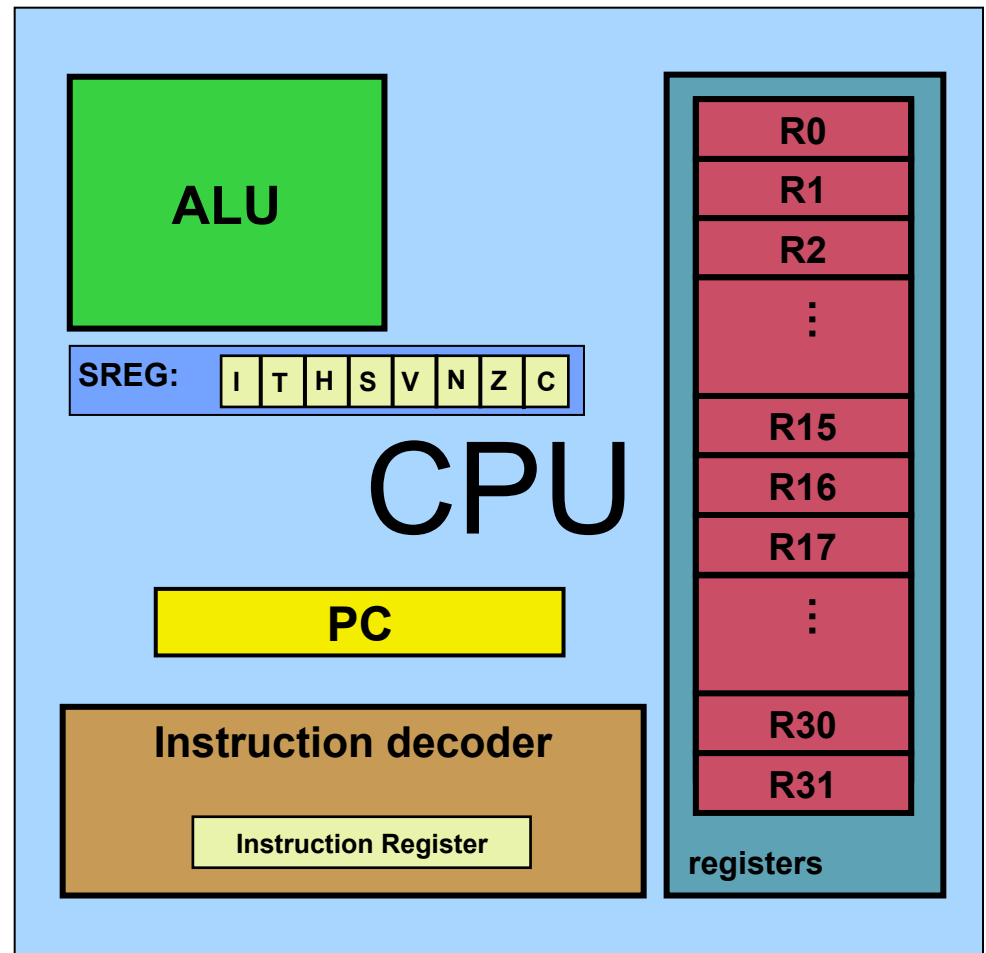 ALU
SREG: I T H S V N Z C
CPU
PC
Instruction decoder
Instruction Register
R0
R1
R2
⋮
R15
R16
R17
⋮
R30
R31
registers